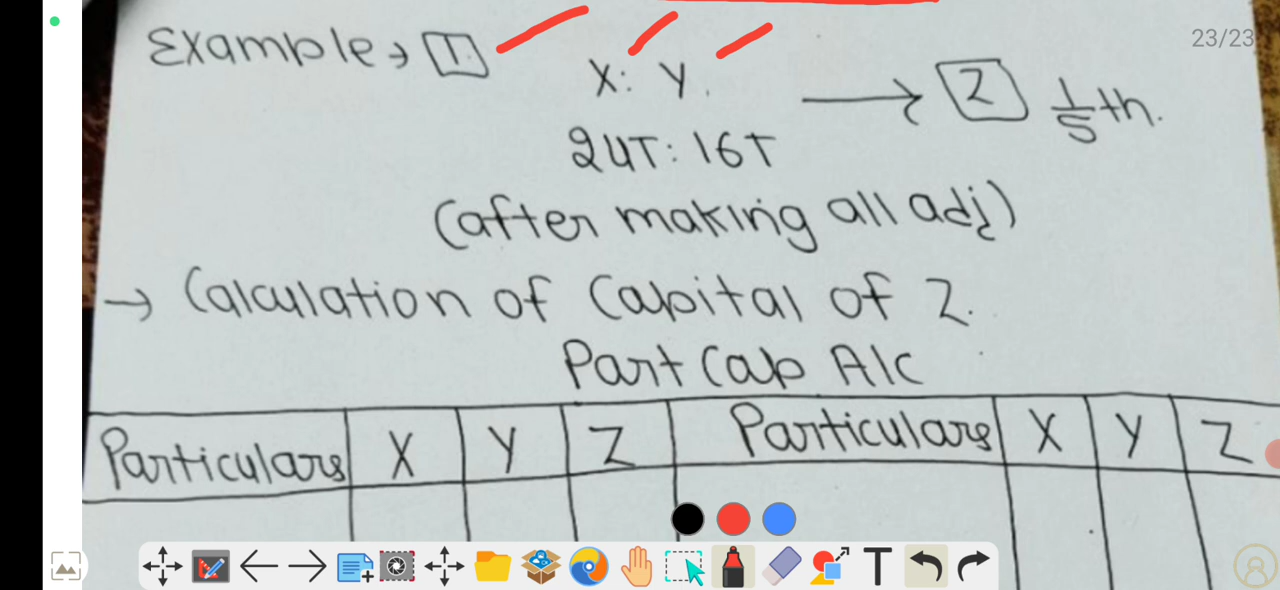 23/23
Example → 1
X: Y. → Z 1/5th.
24T: 16T
(after making all adj)
→ Calculation of Capital of Z.
Part Cap A/c
Particulars X Y Z Particulars X Y Z
T